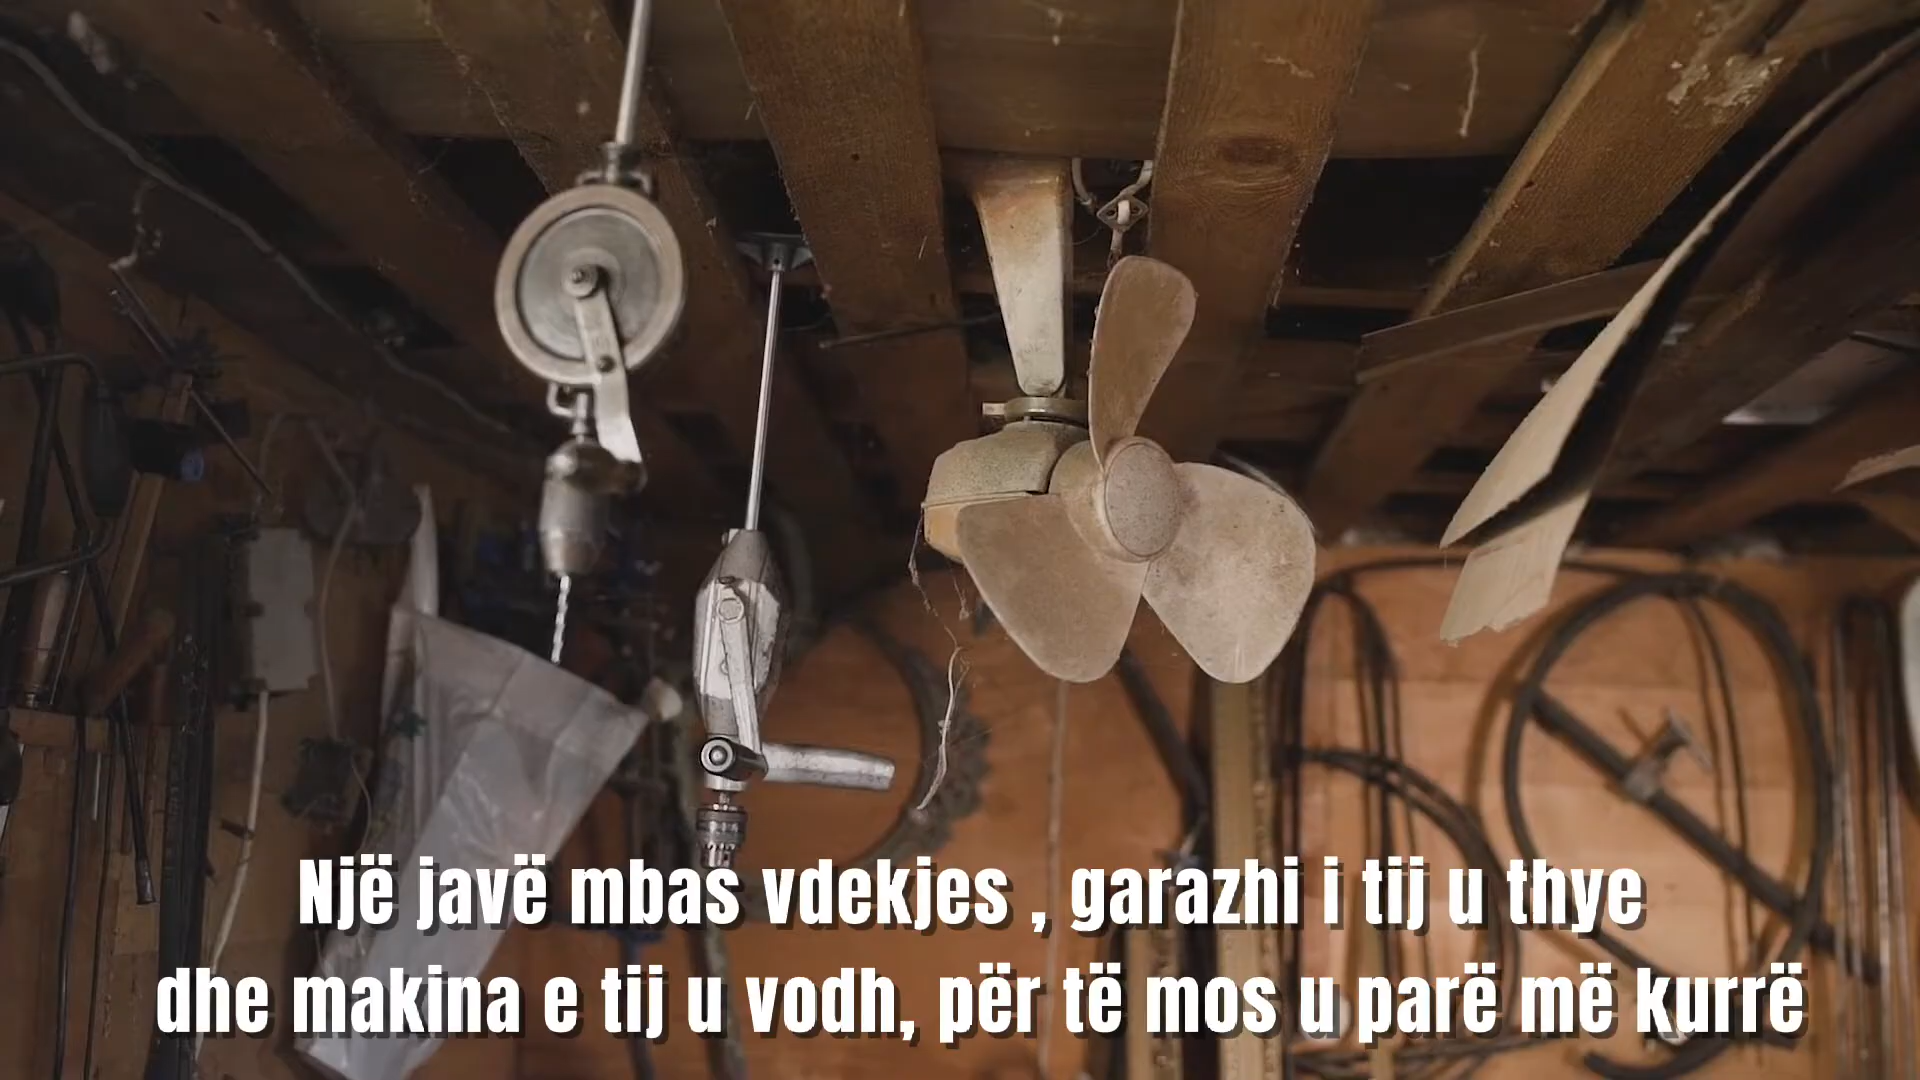 Një javë mbas vdekjes , garazhi i tij u thye
dhe makina e tij u vodh, për të mos u parë më kurrë